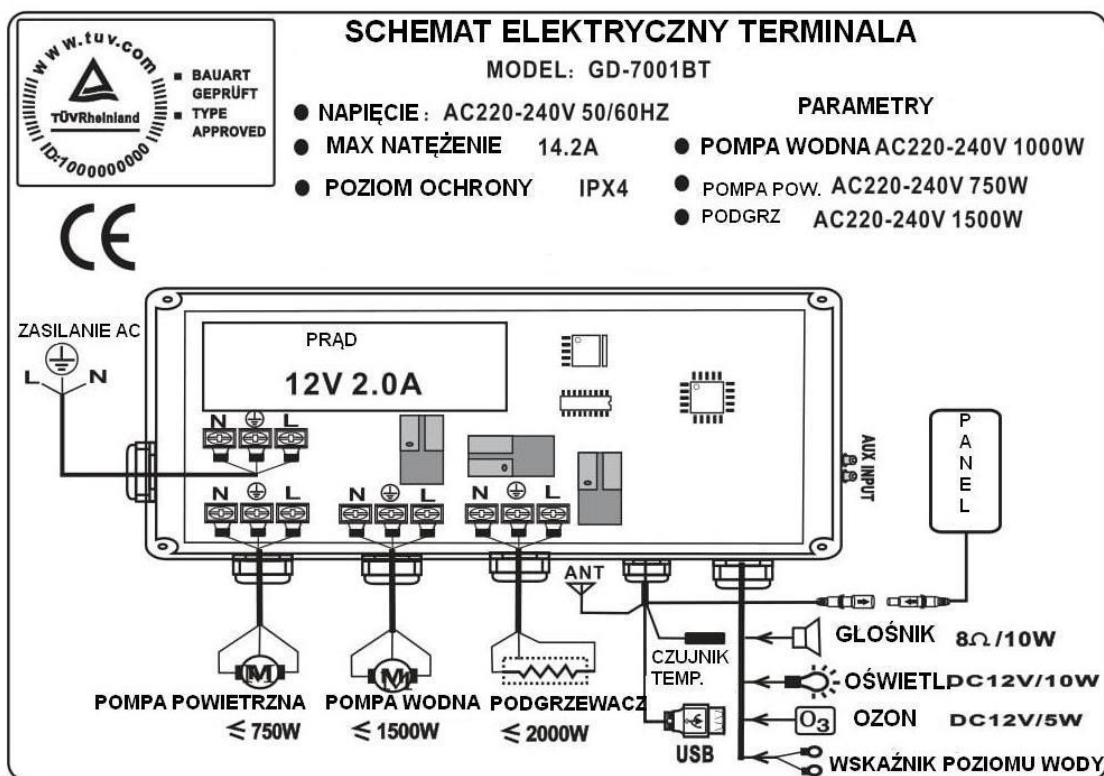 SCHEMAT ELEKTRYCZNY TERMINALA
MODEL: GD-7001BT
www.tuv.com
TÜVRheinland
ID:1000000000
BAUART
GEPRÜFT
TYPE
APPROVED
CE
NAPIĘCIE : AC220-240V 50/60HZ
MAX NATĘŻENIE 14.2A
POZIOM OCHRONY IPX4
PARAMETRY
POMPA WODNA AC220-240V 1000W
POMPA POW. AC220-240V 750W
PODGRZ AC220-240V 1500W
ZASILANIE AC
L N
PRĄD
12V 2.0A
N L
N L
N L
N L
AUX INPUT
PANEL
ANT
CZUJNIK
TEMP.
USB
GŁOŚNIK 8Ω/10W
OŚWIETL DC12V/10W
O3 OZON DC12V/5W
WSKAŹNIK POZIOMU WODY
M
POMPA POWIETRZNA
≤ 750W
M
POMPA WODNA
≤ 1500W
PODGRZEWACZ
≤ 2000W